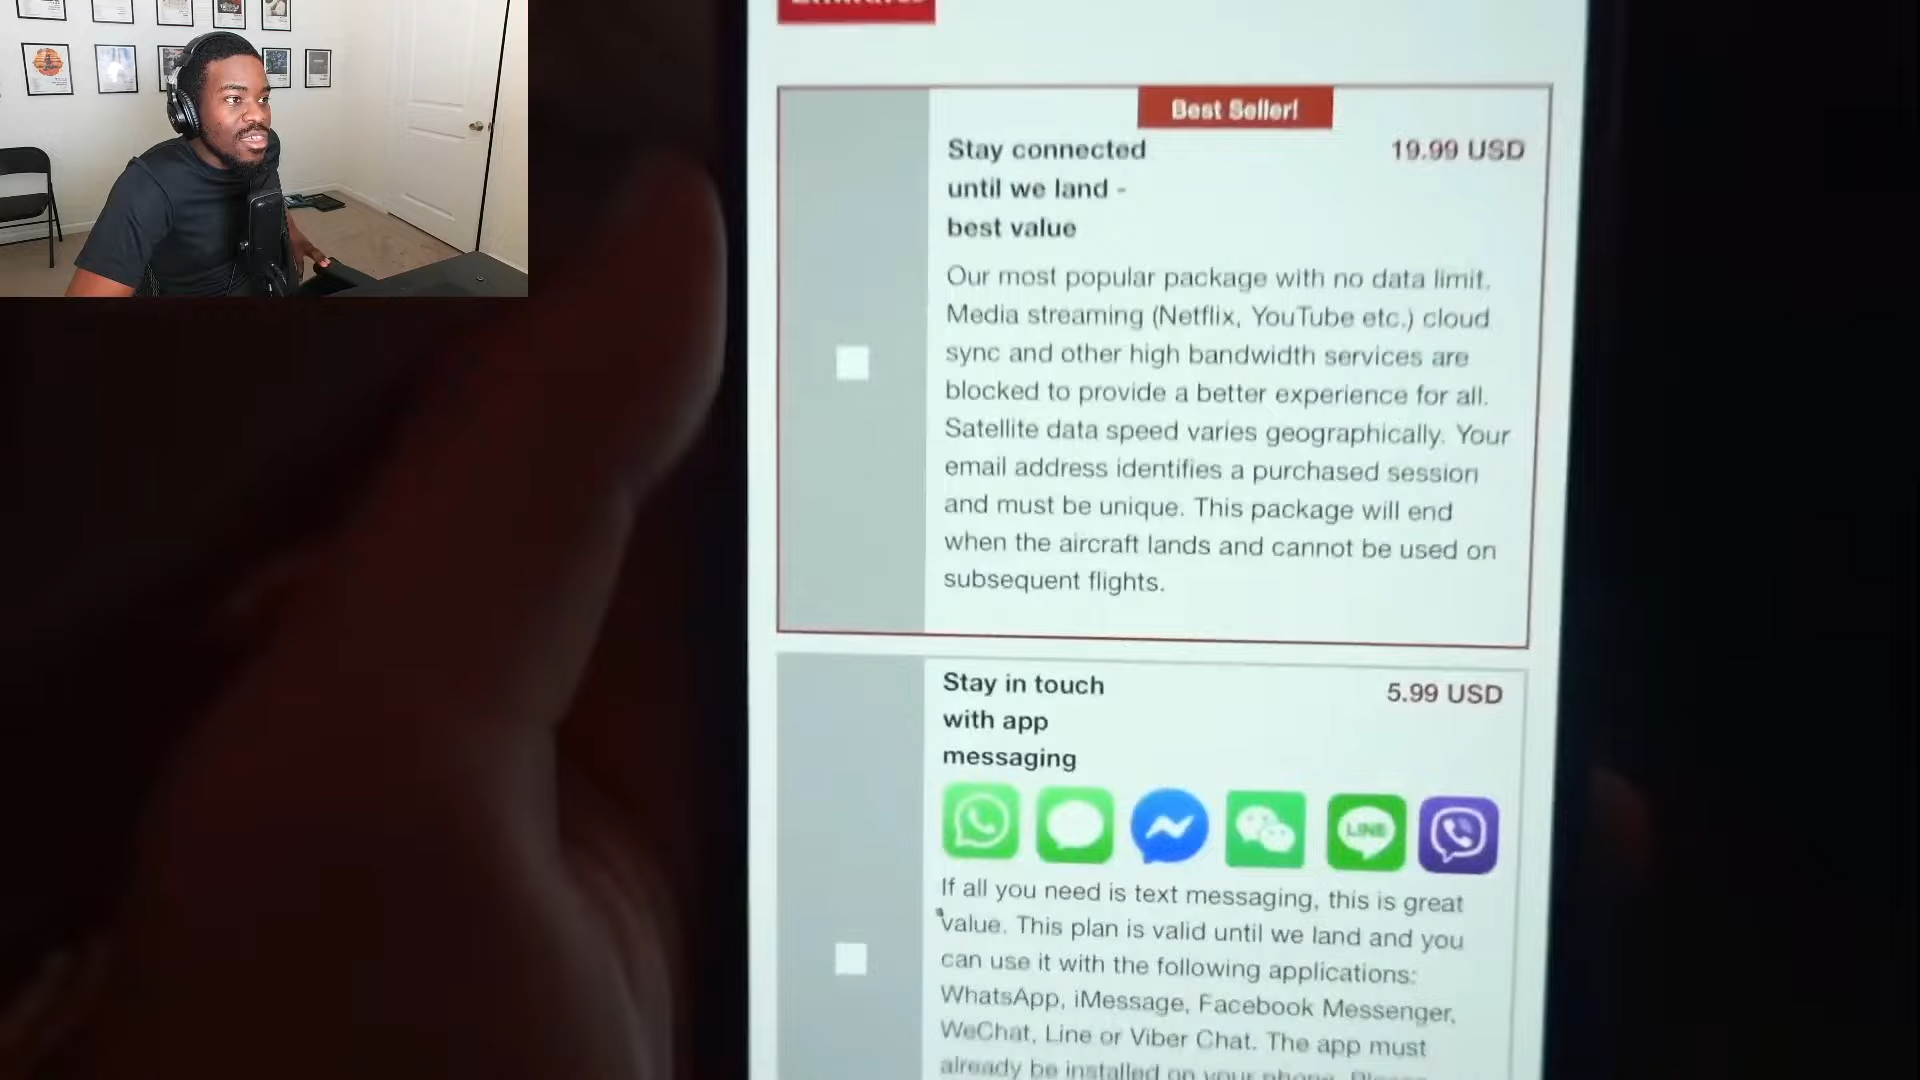 Best Seller!
Stay connected 19.99 USD
until we land -
best value
Our most popular package with no data limit.
Media streaming (Netflix, YouTube etc.) cloud
sync and other high bandwidth services are
blocked to provide a better experience for all.
Satellite data speed varies geographically. Your
email address identifies a purchased session
and must be unique. This package will end
when the aircraft lands and cannot be used on
subsequent flights.
Stay in touch 5.99 USD
with app
messaging
LINE
If all you need is text messaging, this is great
value. This plan is valid until we land and you
can use it with the following applications:
WhatsApp, iMessage, Facebook Messenger,
WeChat, Line or Viber Chat. The app must
already be installed on your phone.